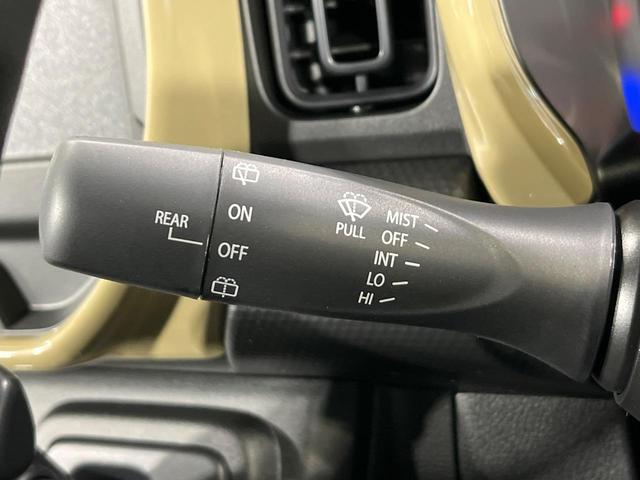 REAR
ON
OFF
PULL
MIST
OFF
INT
LO
HI